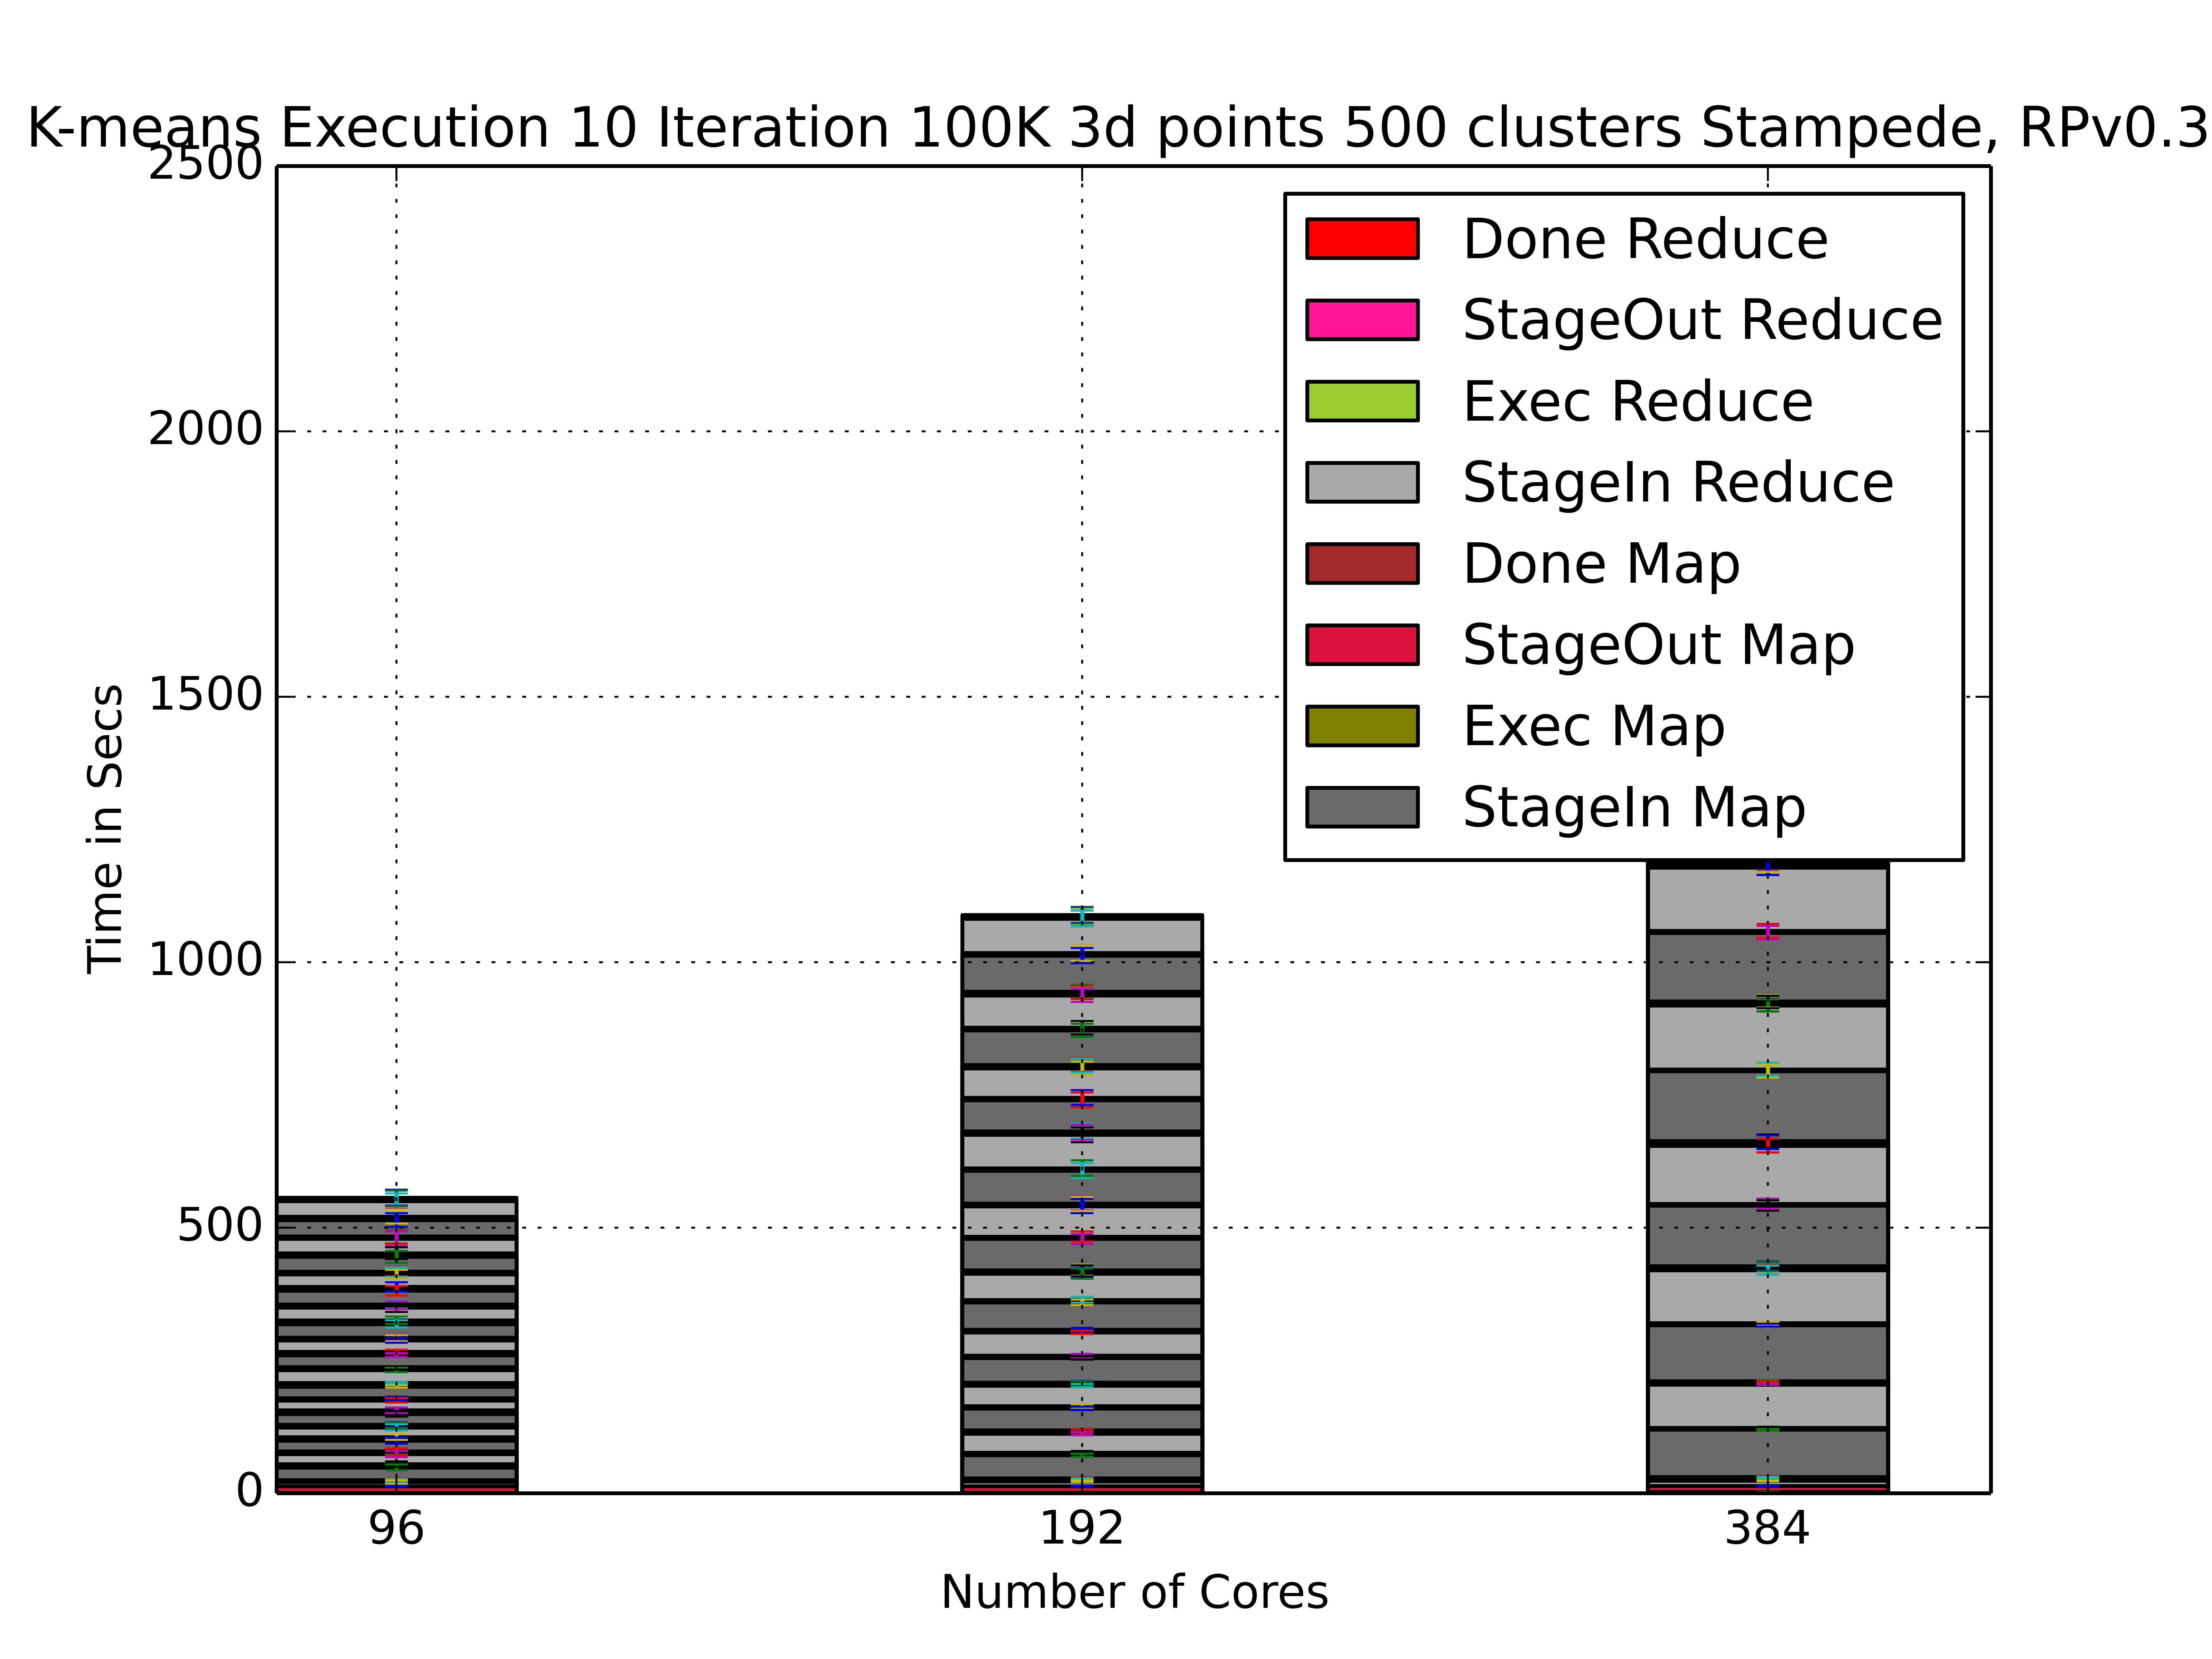 K-means Execution 10 Iteration 100K 3d points 500 clusters Stampede, RPv0.3
2500
2000
1500
1000
500
0
Time in Secs
Done Reduce
StageOut Reduce
Exec Reduce
StageIn Reduce
Done Map
StageOut Map
Exec Map
StageIn Map
96 192 384
Number of Cores